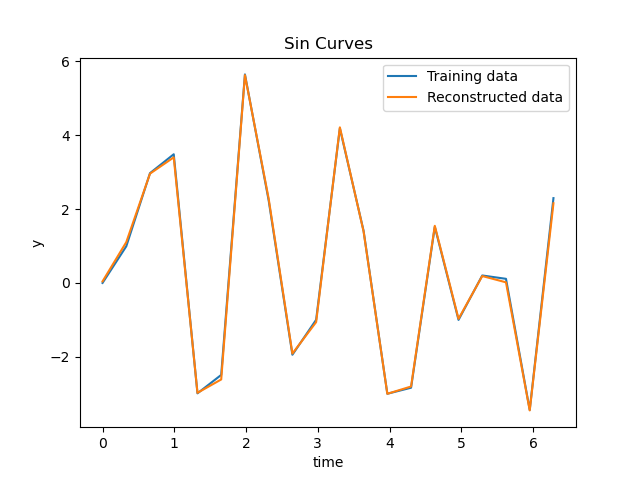 Sin Curves
Training data
Reconstructed data
6
4
2
0
−2
y
0 1 2 3 4 5 6
time